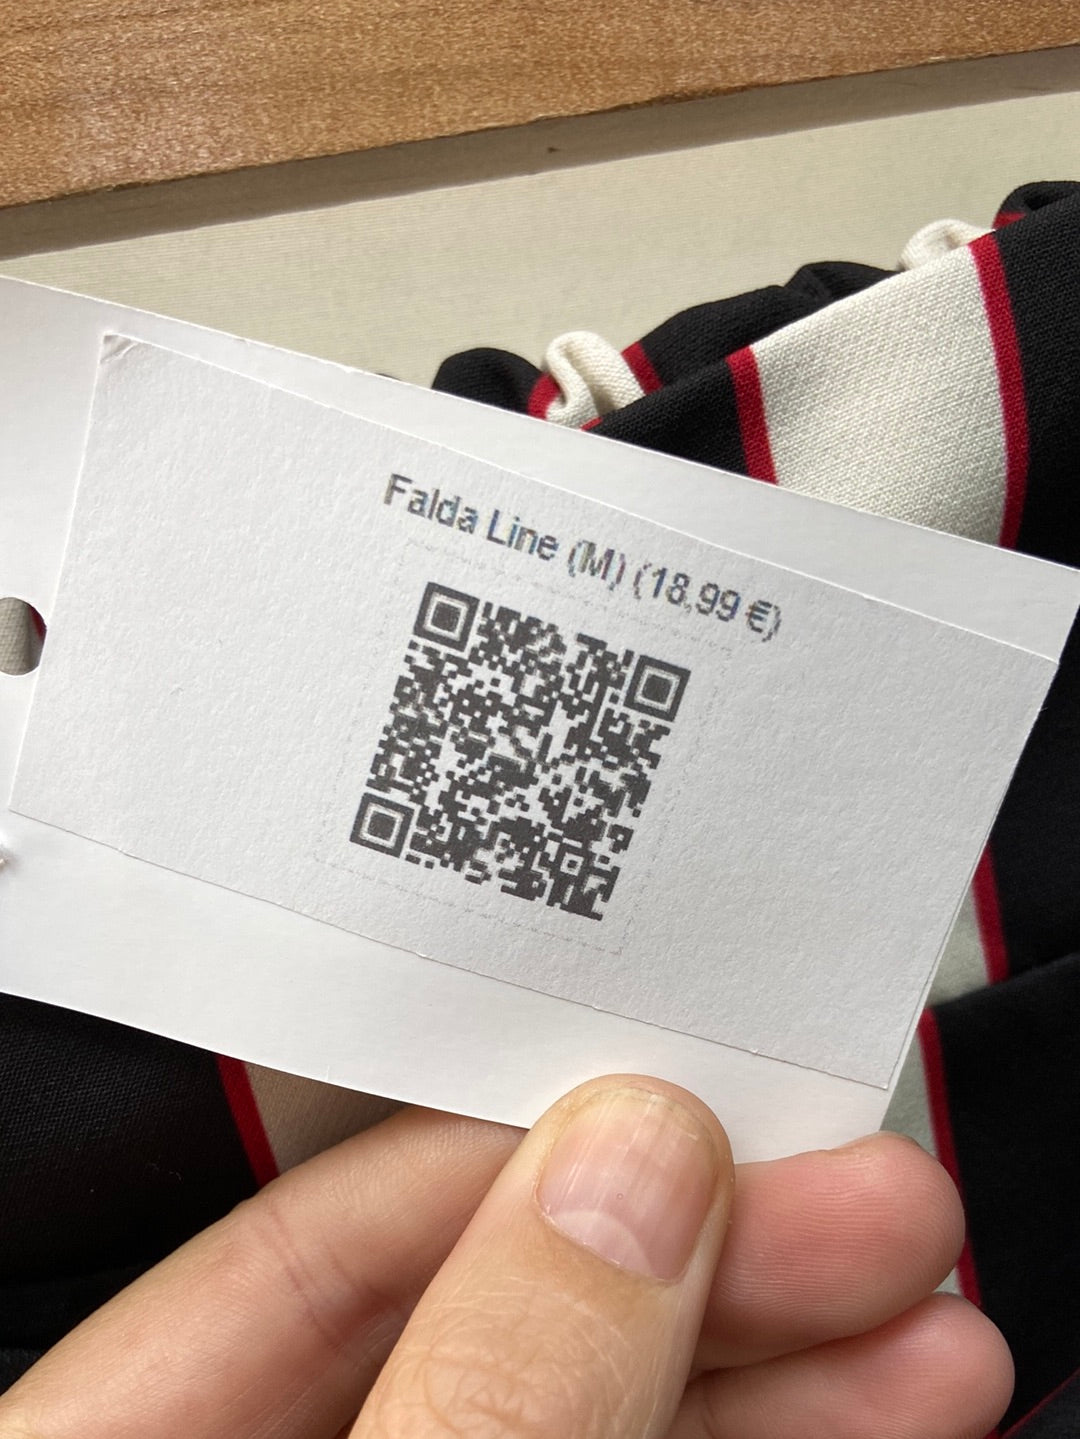 Falda Line (M) (18,99 €)